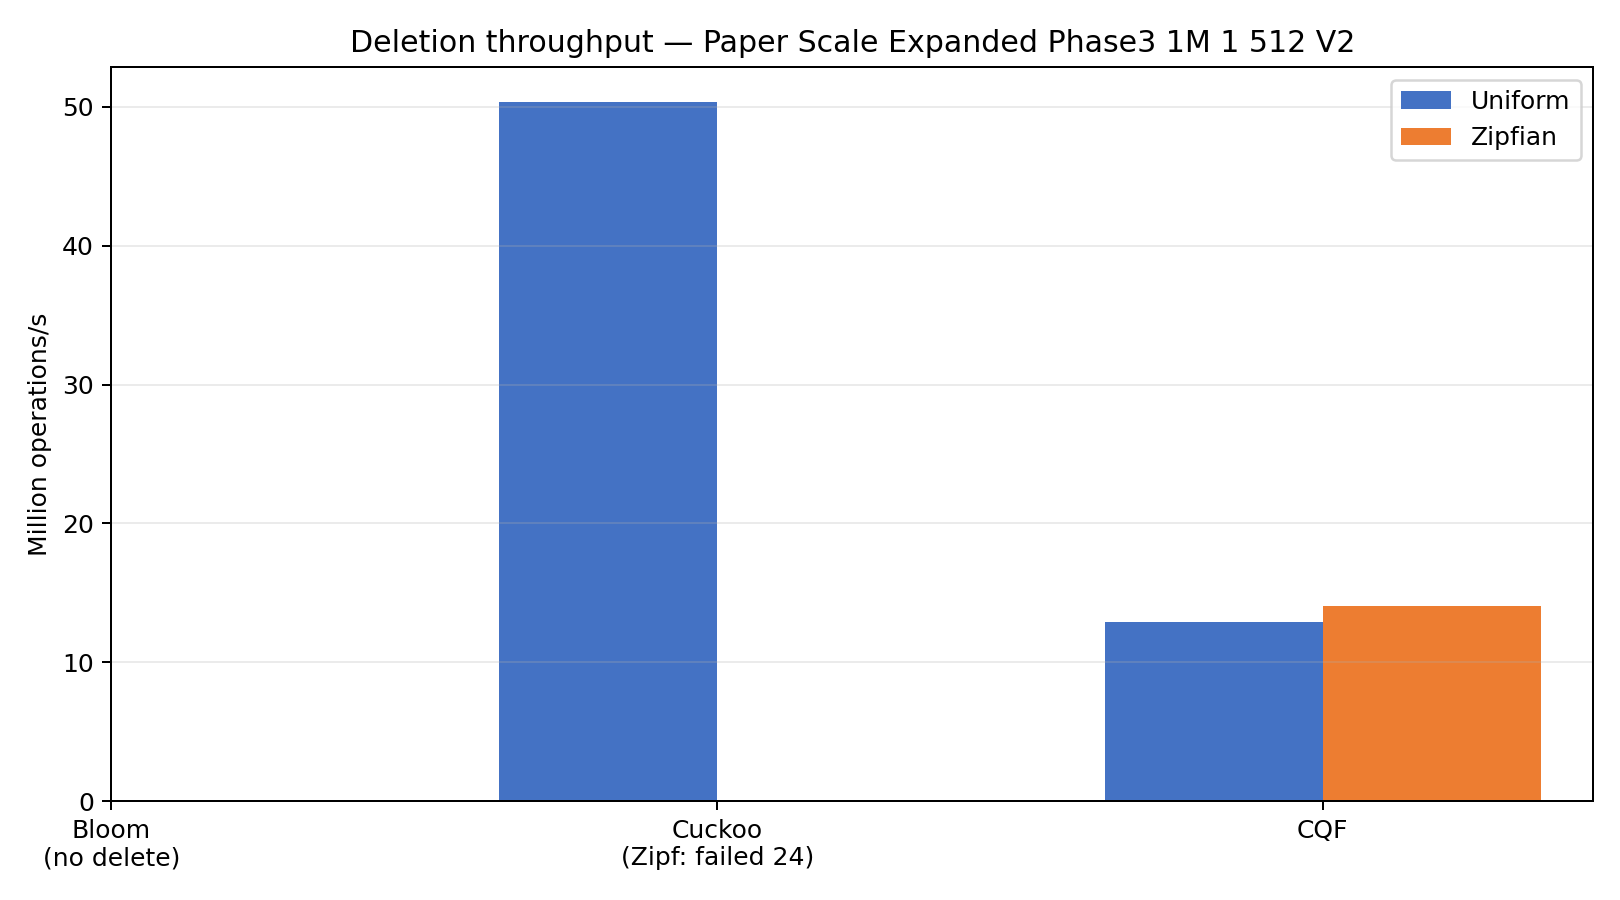 Deletion throughput — Paper Scale Expanded Phase3 1M 1 512 V2
Uniform
Zipfian
Million operations/s
50
40
30
20
10
0
Bloom
(no delete)
Cuckoo
(Zipf: failed 24)
CQF